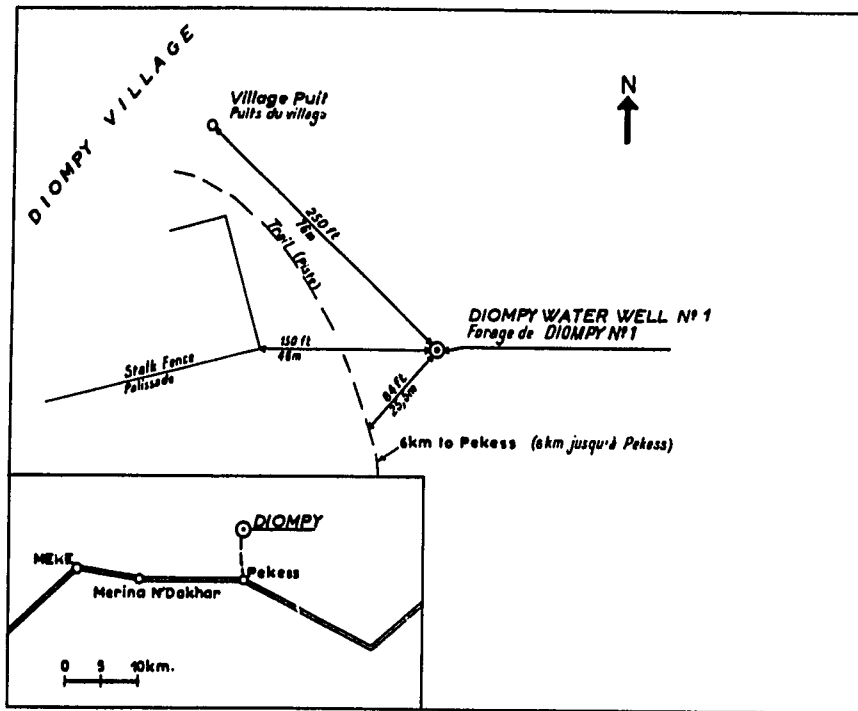 DIOMPY VILLAGE
Village Puit
Puits du village
N
250 ft
76m
Trail (Piste)
DIOMPY WATER WELL Nº 1
Forage de DIOMPY Nº1
150 ft
46m
Stalk Fence
Palissade
84 ft
25,5m
6km to Pekess (6km jusqu'à Pekess)
DIOMPY
MEKE
Pekess
Merina N'Dakhar
0 5 10km.